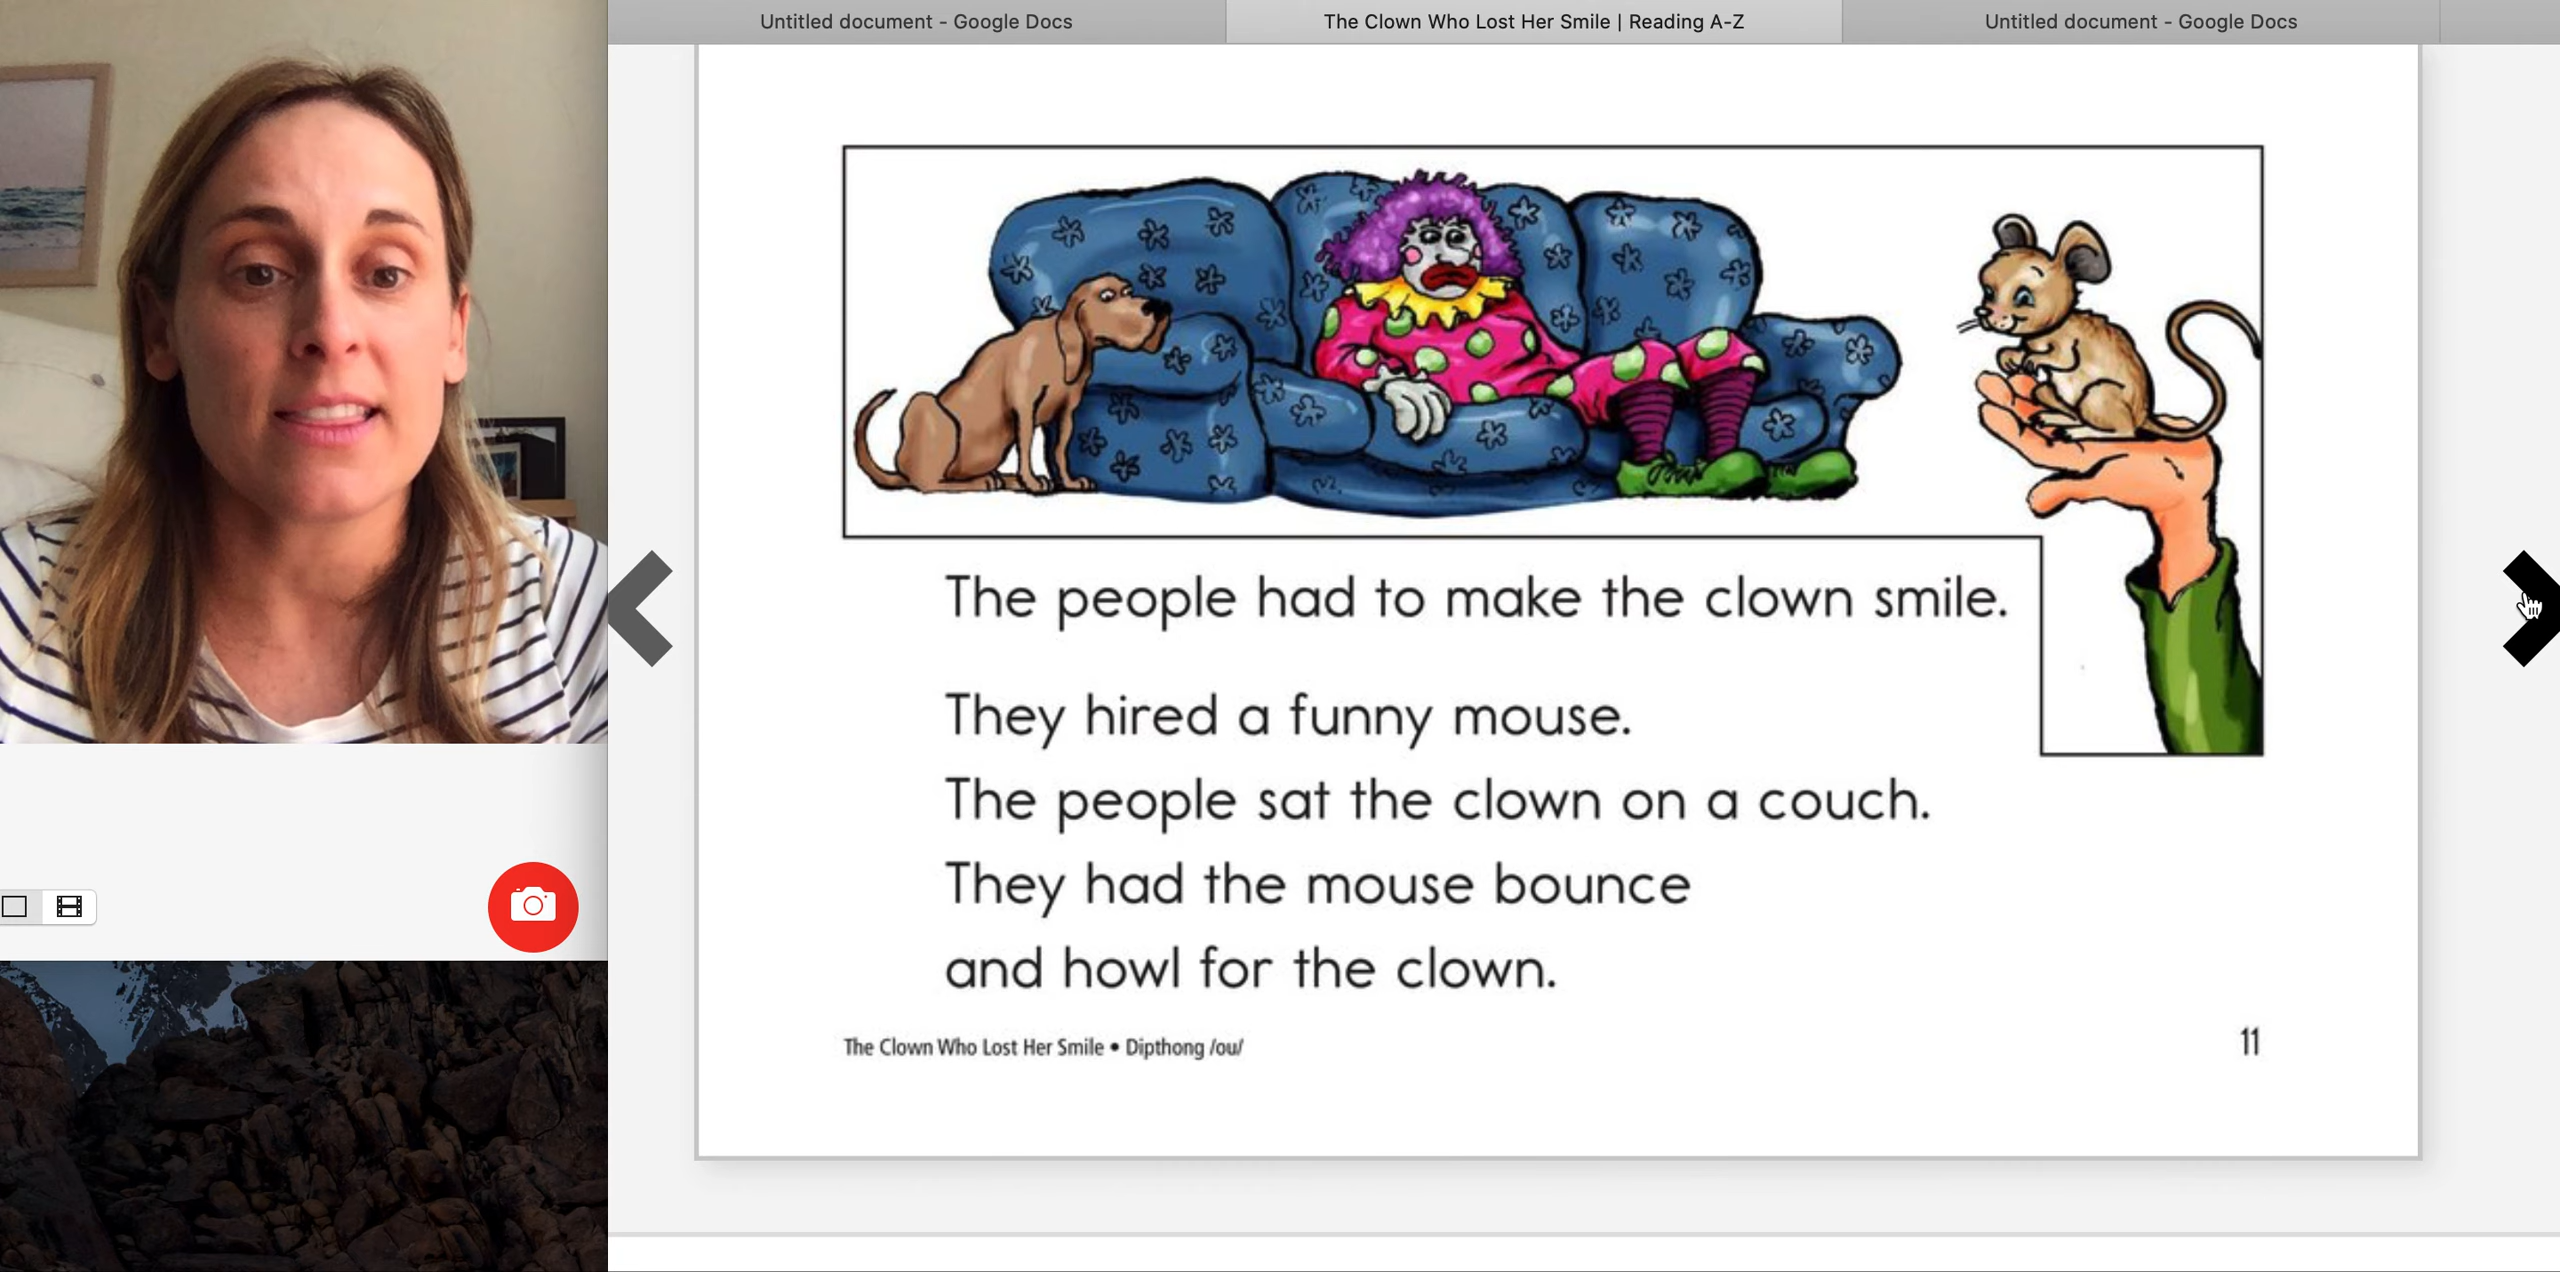 Untitled document - Google Docs
The Clown Who Lost Her Smile | Reading A-Z
Untitled document - Google Docs
The people had to make the clown smile.
They hired a funny mouse.
The people sat the clown on a couch.
They had the mouse bounce
and howl for the clown.
The Clown Who Lost Her Smile • Dipthong /ou/
11